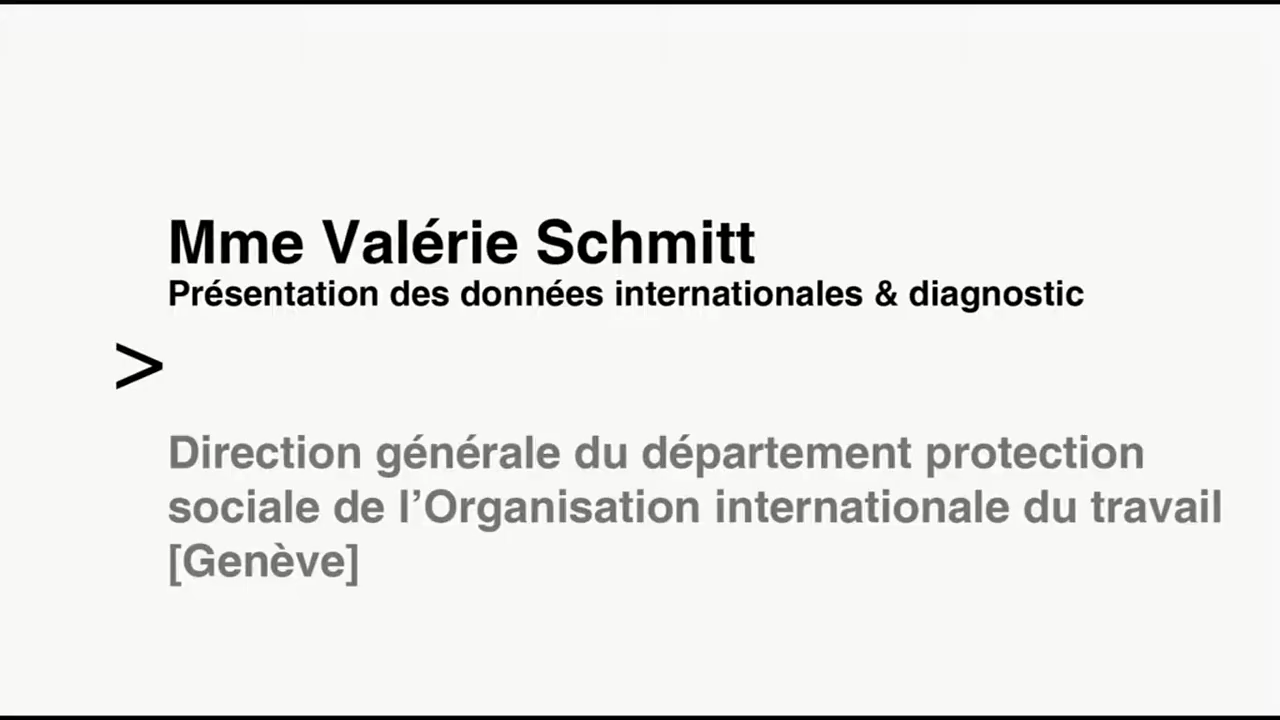 Mme Valérie Schmitt
Présentation des données internationales & diagnostic
>
Direction générale du département protection
sociale de l’Organisation internationale du travail
[Genève]